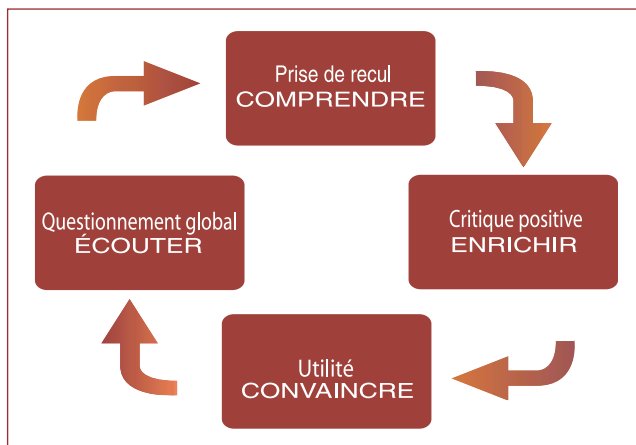 Prise de recul
COMPRENDRE
Questionnement global
ÉCOUTER
Critique positive
ENRICHIR
Utilité
CONVAINCRE